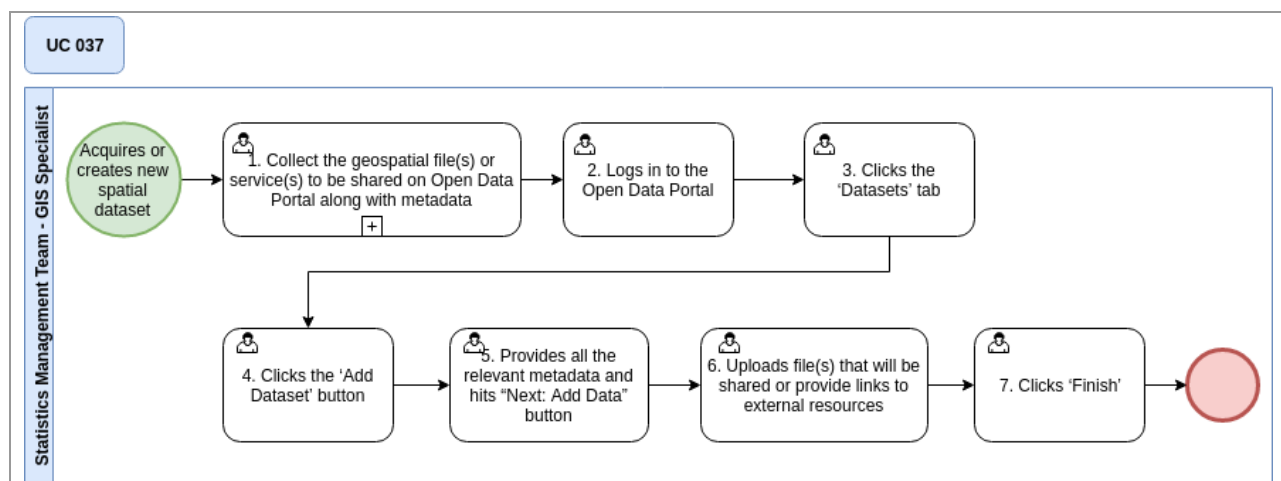 UC 037
Statistics Management Team - GIS Specialist
Acquires or
creates new
spatial
dataset
1. Collect the geospatial file(s) or
service(s) to be shared on Open Data
Portal along with metadata
+
2. Logs in to the
Open Data Portal
3. Clicks the
‘Datasets’ tab
4. Clicks the ‘Add
Dataset’ button
5. Provides all the
relevant metadata and
hits “Next: Add Data”
button
6. Uploads file(s) that will be
shared or provide links to
external resources
7. Clicks ‘Finish’